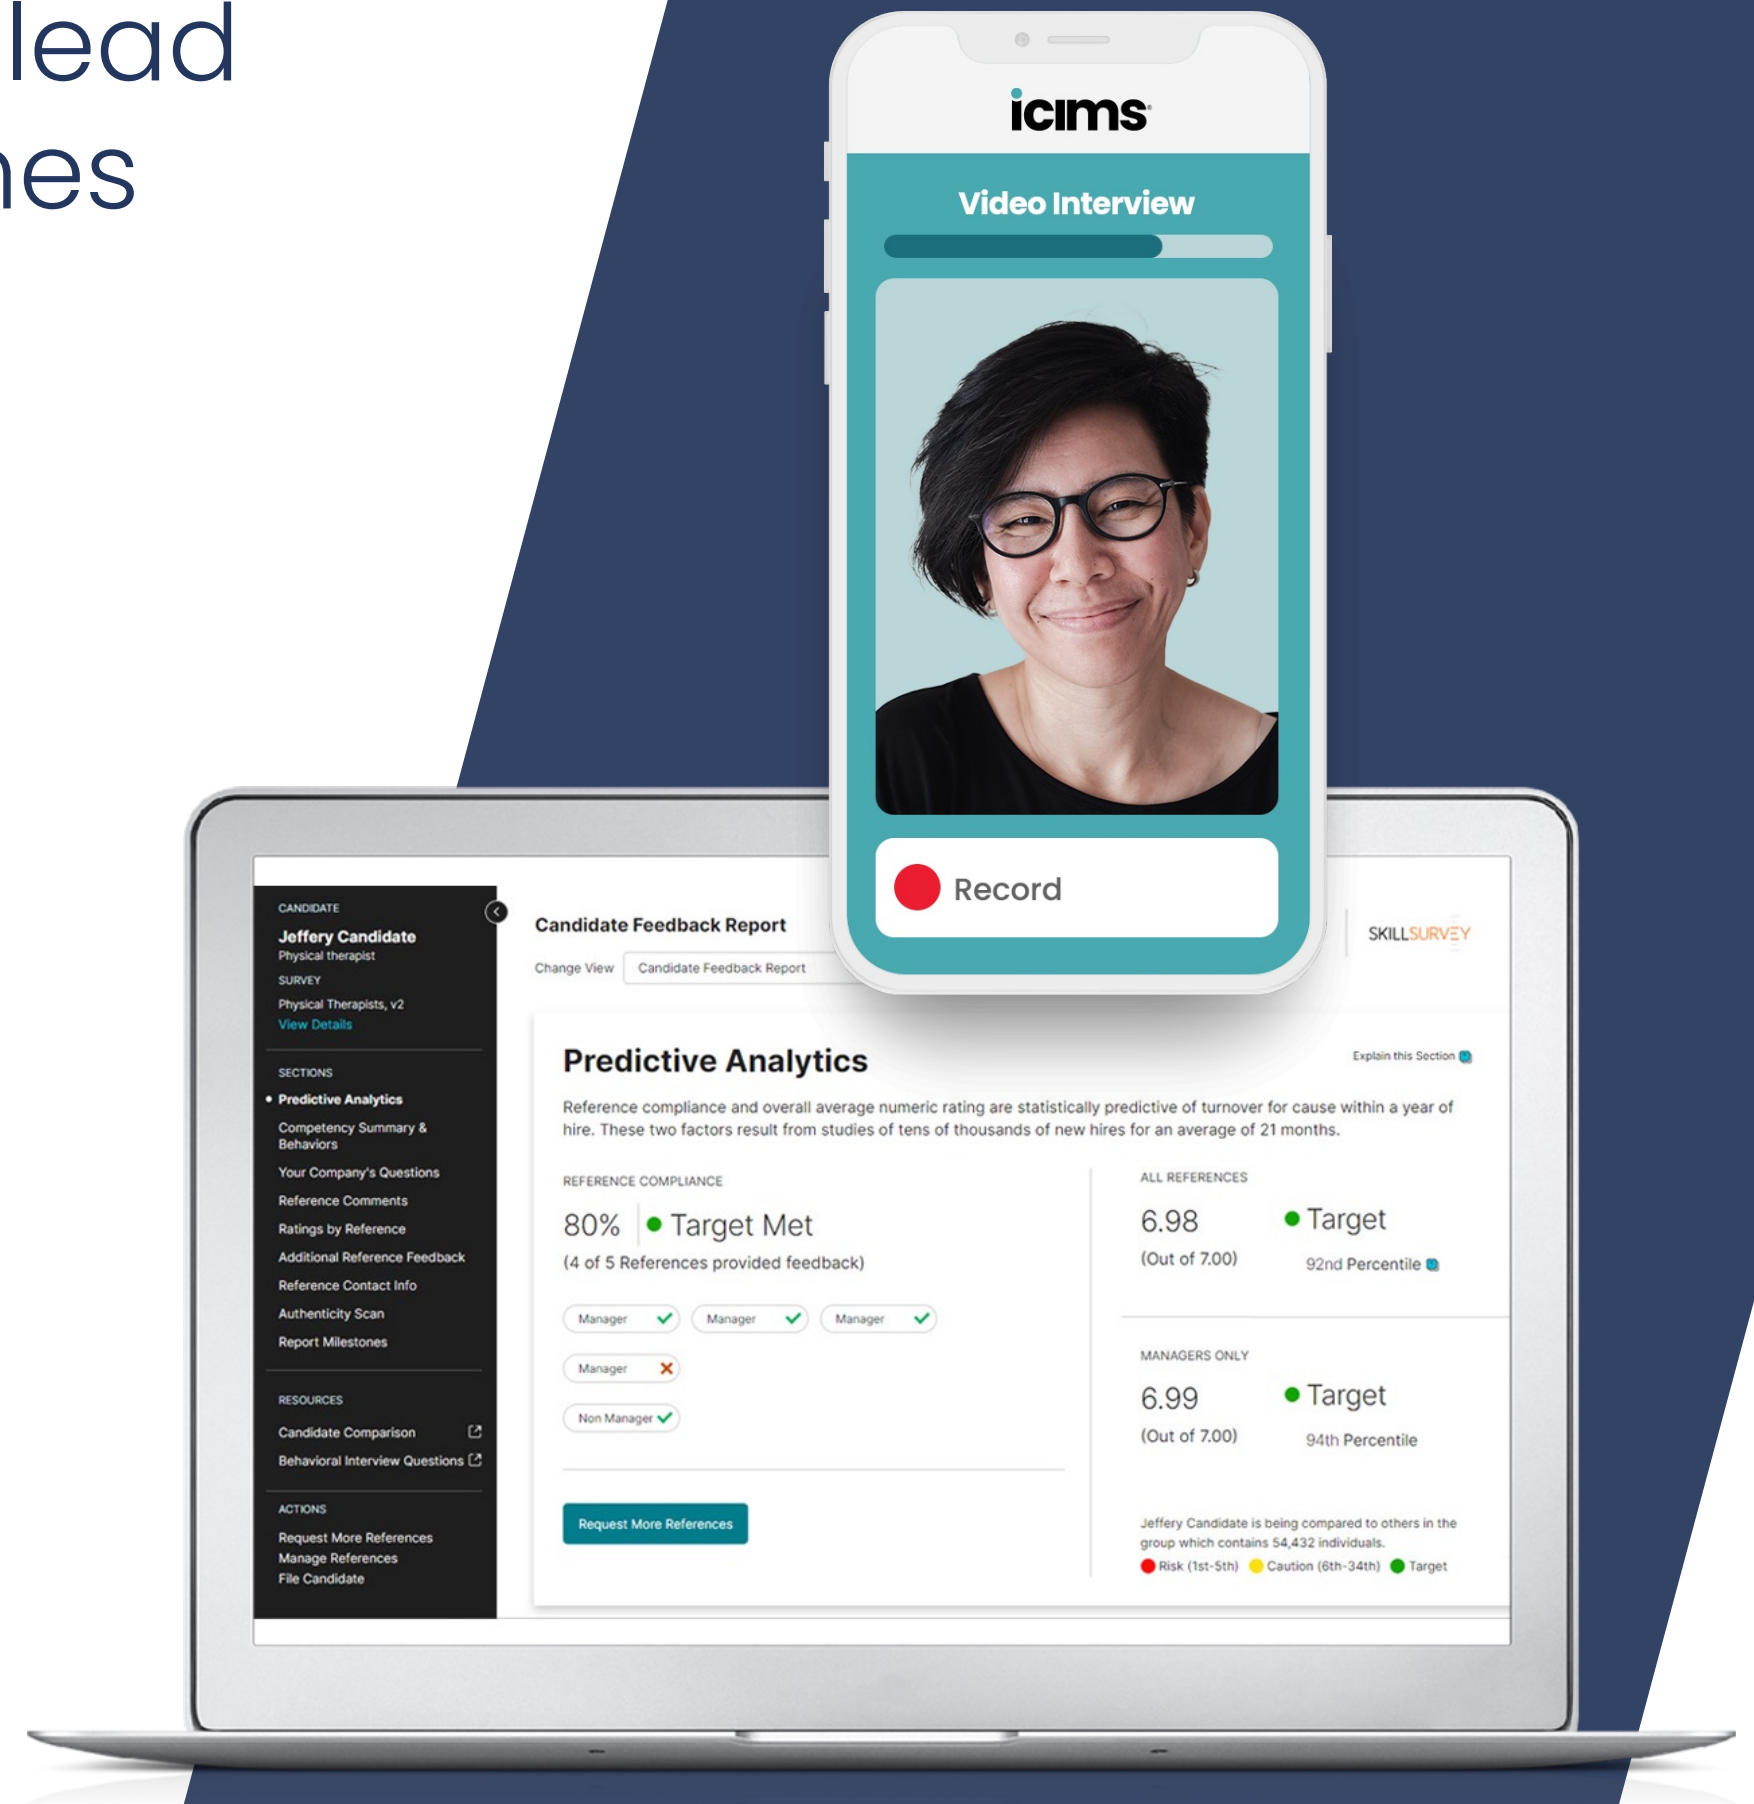 lead
nes
icims
Video Interview
Record
CANDIDATE
Jeffery Candidate
Physical therapist
SURVEY
Physical Therapists, v2
View Details
SECTIONS
Predictive Analytics
Competency Summary &
Behaviors
Your Company's Questions
Reference Comments
Ratings by Reference
Additional Reference Feedback
Reference Contact Info
Authenticity Scan
Report Milestones
RESOURCES
Candidate Comparison
Behavioral Interview Questions
ACTIONS
Request More References
Manage References
File Candidate
Candidate Feedback Report
SKILLSURVEY
Change View Candidate Feedback Report
Predictive Analytics
Explain this Section
Reference compliance and overall average numeric rating are statistically predictive of turnover for cause within a year of
hire. These two factors result from studies of tens of thousands of new hires for an average of 21 months.
REFERENCE COMPLIANCE
80% Target Met
(4 of 5 References provided feedback)
Manager Manager Manager
Manager
Non Manager
Request More References
ALL REFERENCES
6.98 Target
(Out of 7.00) 92nd Percentile
MANAGERS ONLY
6.99 Target
(Out of 7.00) 94th Percentile
Jeffery Candidate is being compared to others in the
group which contains 54,432 individuals.
Risk (1st-5th) Caution (6th-34th) Target